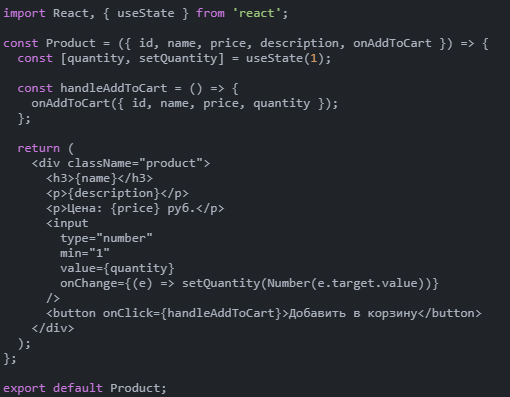 import React, { useState } from 'react';

const Product = ({ id, name, price, description, onAddToCart }) => {
  const [quantity, setQuantity] = useState(1);

  const handleAddToCart = () => {
    onAddToCart({ id, name, price, quantity });
  };

  return (
    <div className="product">
      <h3>{name}</h3>
      <p>{description}</p>
      <p>Цена: {price} руб.</p>
      <input
        type="number"
        min="1"
        value={quantity}
        onChange={(e) => setQuantity(Number(e.target.value))}
      />
      <button onClick={handleAddToCart}>Добавить в корзину</button>
    </div>
  );
};

export default Product;